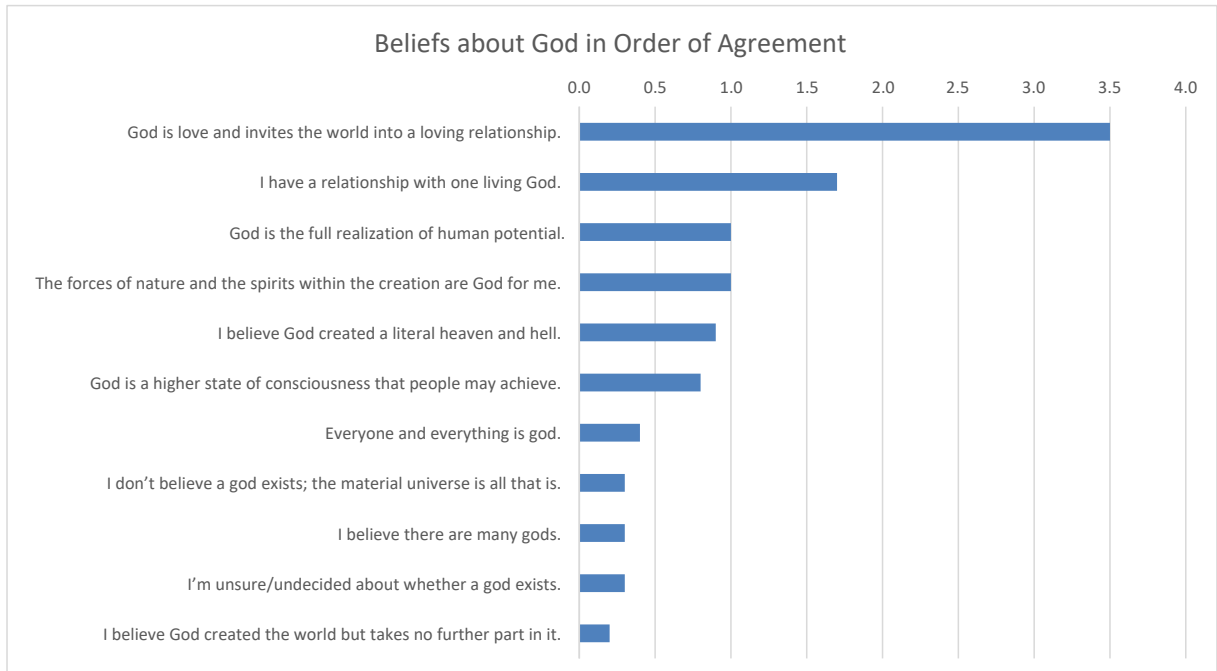 Beliefs about God in Order of Agreement
0.0 0.5 1.0 1.5 2.0 2.5 3.0 3.5 4.0
God is love and invites the world into a loving relationship.
I have a relationship with one living God.
God is the full realization of human potential.
The forces of nature and the spirits within the creation are God for me.
I believe God created a literal heaven and hell.
God is a higher state of consciousness that people may achieve.
Everyone and everything is god.
I don’t believe a god exists; the material universe is all that is.
I believe there are many gods.
I’m unsure/undecided about whether a god exists.
I believe God created the world but takes no further part in it.